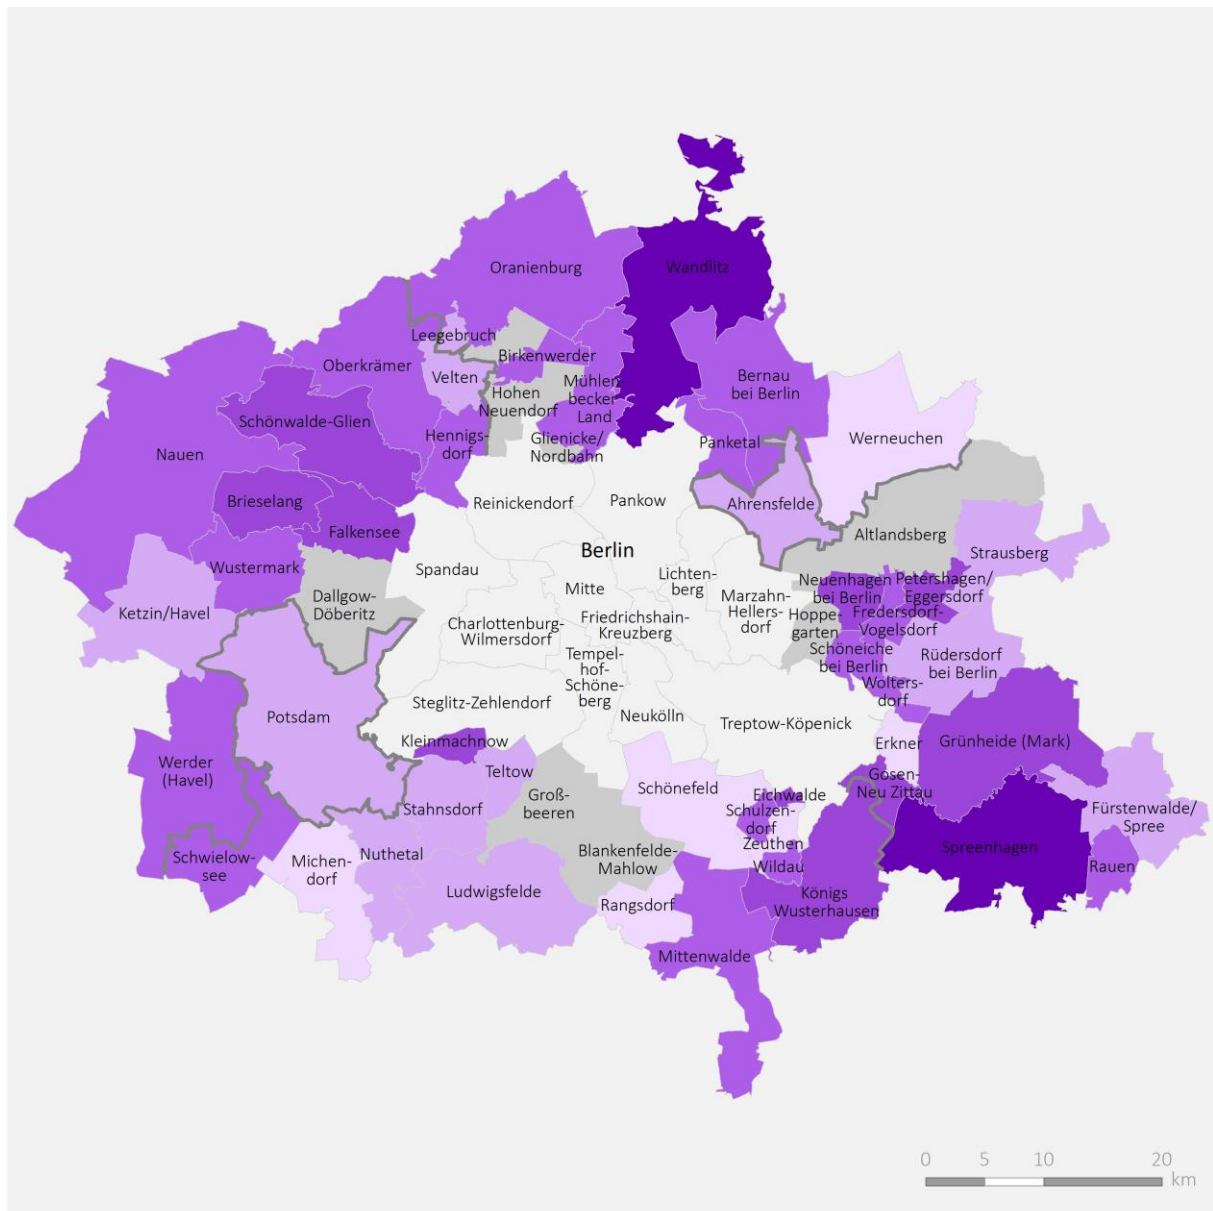 Wandlitz
Oranienburg
Leegebruch
Birkenwerder
Oberkrämer
Velten
Mühlen-
becker
Land
Hohen
Neuendorf
Bernau
bei Berlin
Schönwalde-Glien
Hennigs-
dorf
Glienicke/
Nordbahn
Panketal
Werneuchen
Nauen
Brieselang
Reinickendorf
Pankow
Ahrensfelde
Falkensee
Altlandsberg
Berlin
Strausberg
Wustermark
Spandau
Mitte
Lichten-
berg
Marzahn-
Hellers-
dorf
Neuenhagen
bei Berlin
Petershagen/
Eggersdorf
Ketzin/Havel
Dallgow-
Döberitz
Charlottenburg-
Wilmersdorf
Friedrichshain-
Kreuzberg
Hoppe-
garten
Fredersdorf-
Vogelsdorf
Tempel-
hof-
Schöne-
berg
Schöneiche
bei Berlin
Rüdersdorf
bei Berlin
Wolters-
dorf
Potsdam
Steglitz-Zehlendorf
Neukölln
Treptow-Köpenick
Kleinmachnow
Erkner
Grünheide (Mark)
Werder
(Havel)
Teltow
Schönefeld
Gosen-
Neu Zittau
Stahnsdorf
Groß-
beeren
Eichwalde
Schulzen-
dorf
Zeuthen
Fürstenwalde/
Spree
Schwielow-
see
Michen-
dorf
Nuthetal
Blankenfelde-
Mahlow
Wildau
Spreenhagen
Rauen
Ludwigsfelde
Rangsdorf
Königs
Wusterhausen
Mittenwalde
0 5 10 20
km